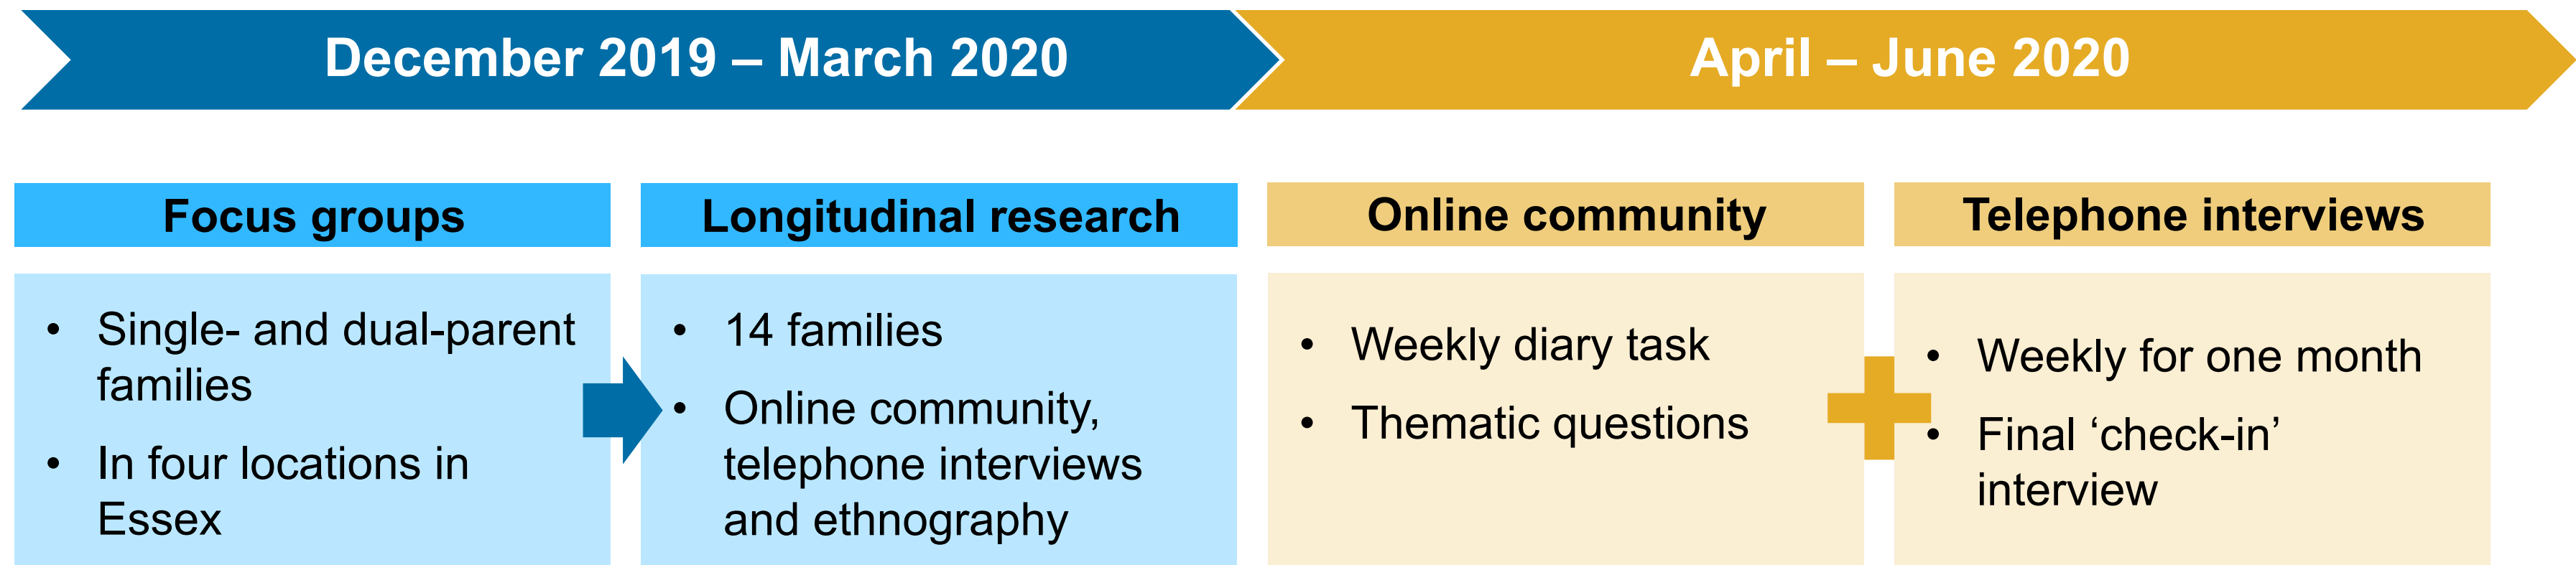 December 2019 – March 2020
April – June 2020
Focus groups
• Single- and dual-parent
families
• In four locations in
Essex
Longitudinal research
• 14 families
• Online community,
telephone interviews
and ethnography
Online community
• Weekly diary task
• Thematic questions
Telephone interviews
• Weekly for one month
• Final ‘check-in’
interview